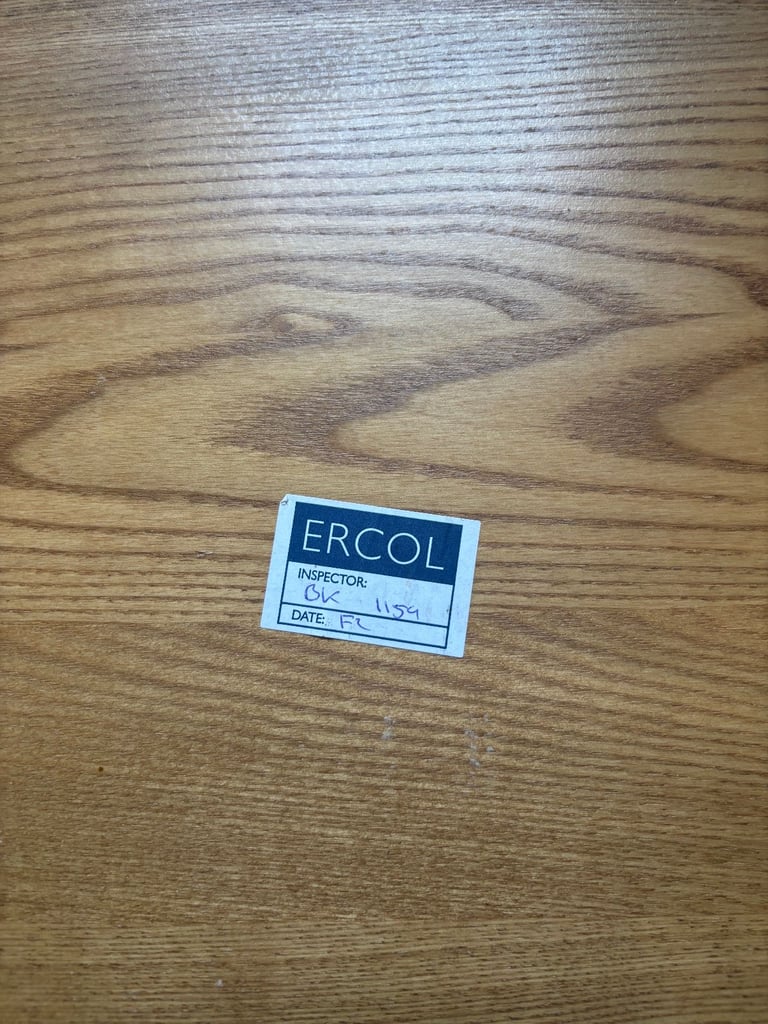 ERCOL
INSPECTOR:
BK 1159
DATE: F2